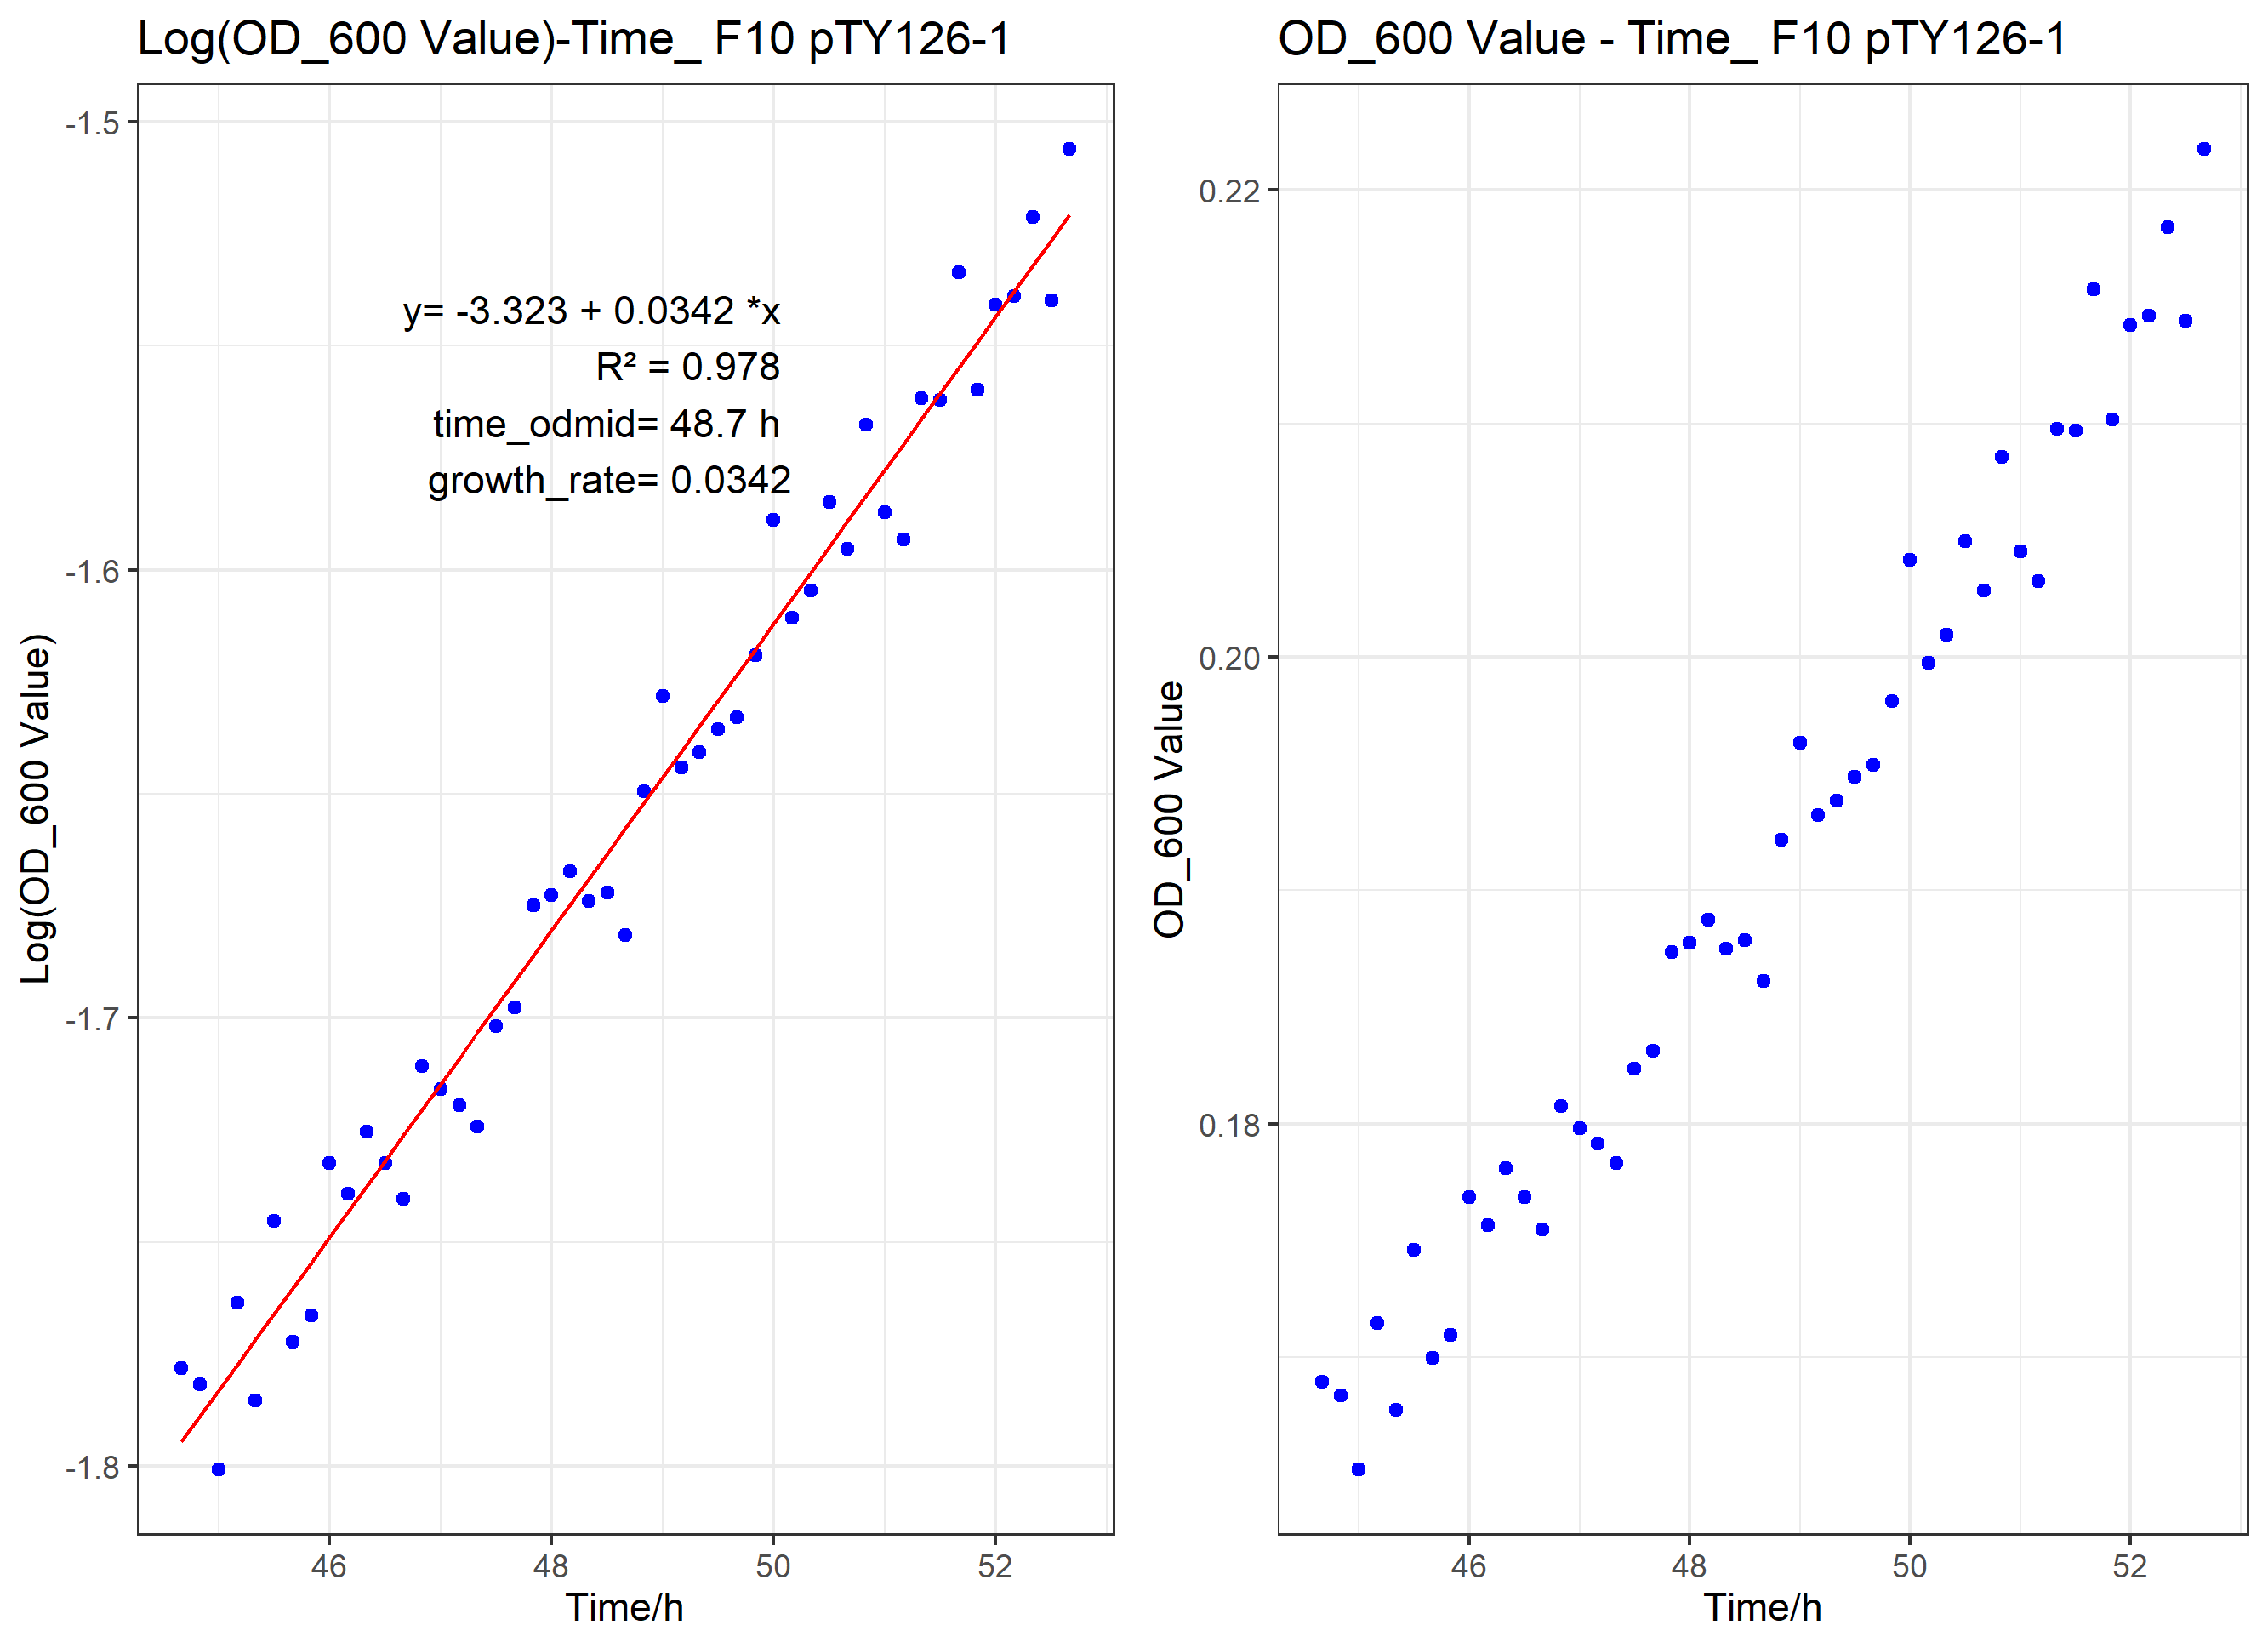 Log(OD_600 Value)-Time_ F10 pTY126-1
-1.5
-1.6
-1.7
-1.8
Log(OD_600 Value)
y= -3.323 + 0.0342 *x
R² = 0.978
time_odmid= 48.7 h
growth_rate= 0.0342
46 48 50 52
Time/h
OD_600 Value - Time_ F10 pTY126-1
0.22
0.20
0.18
OD_600 Value
46 48 50 52
Time/h